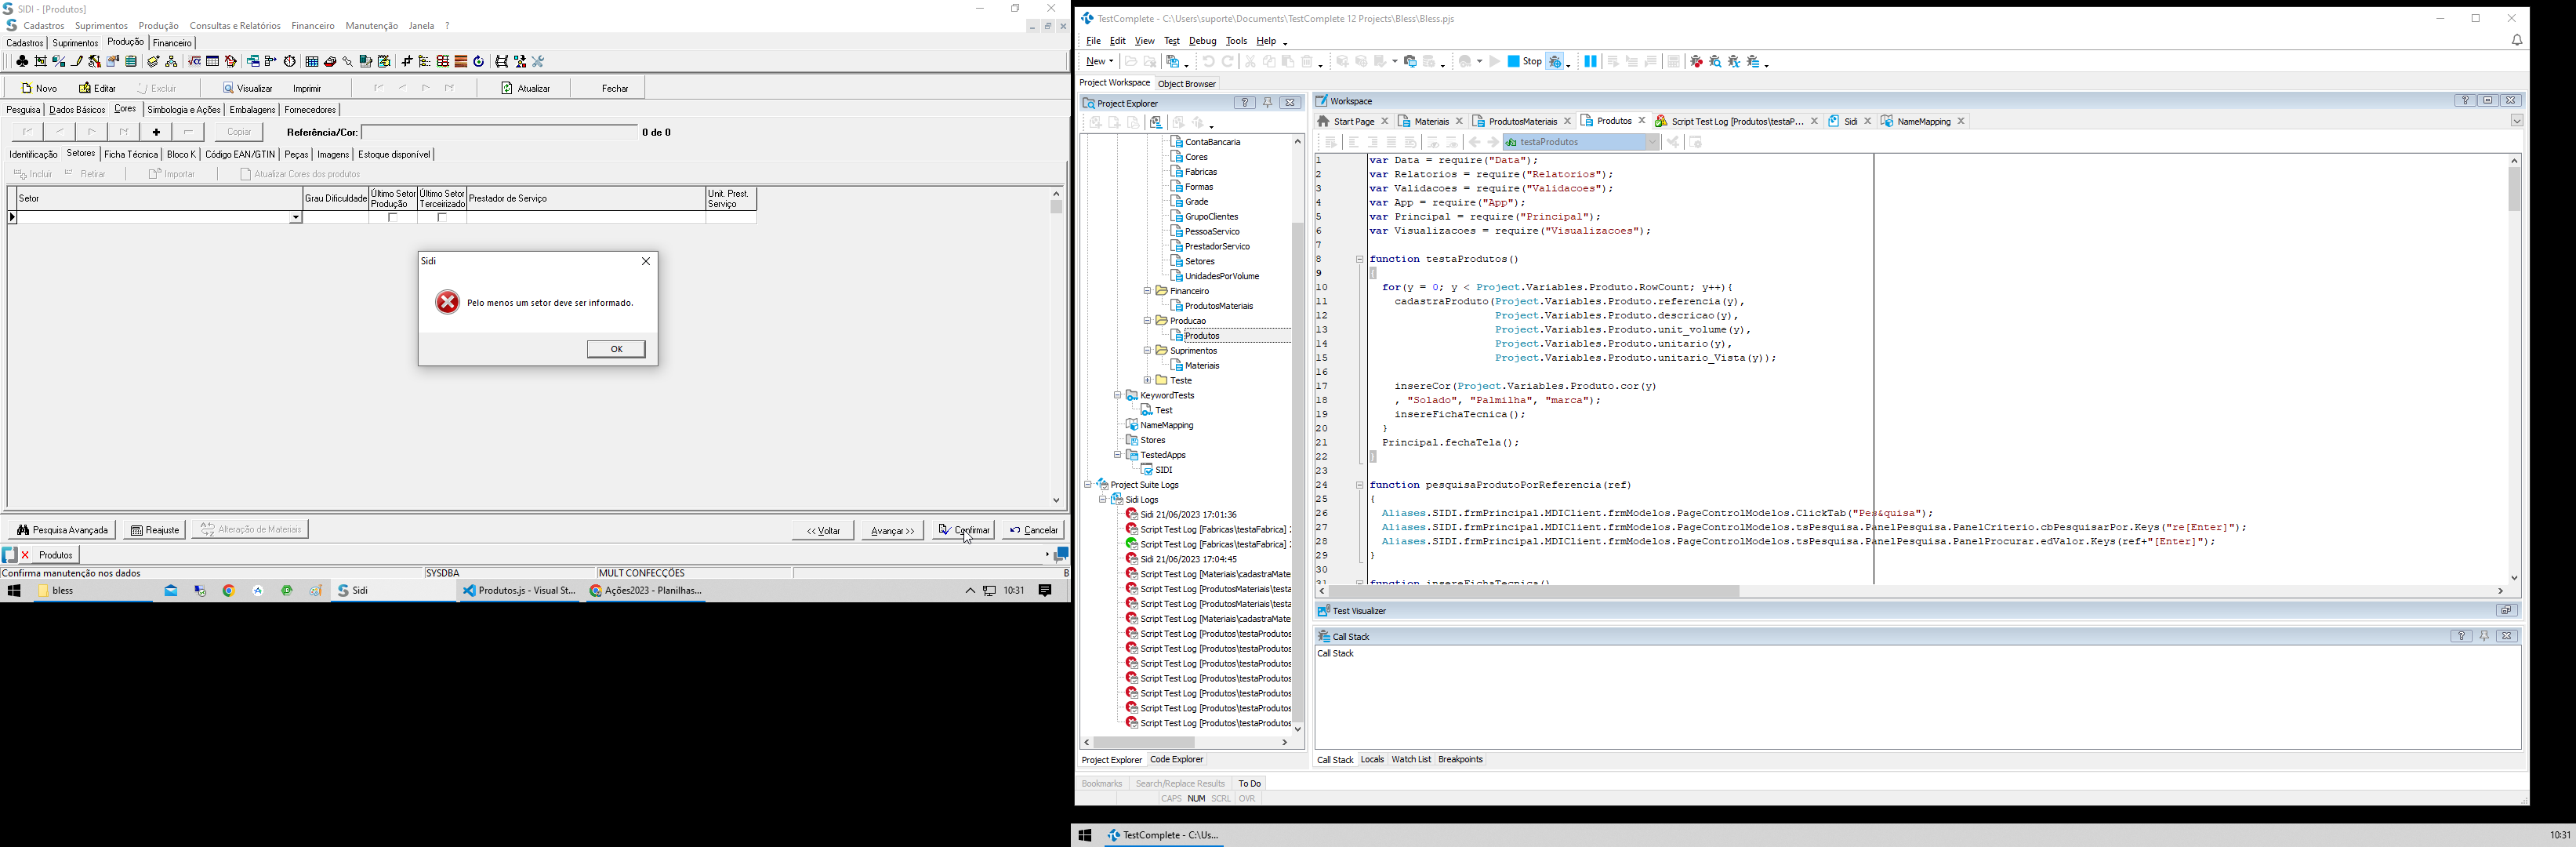 SIDI - [Produtos]
Cadastros Suprimentos Produção Consultas e Relatórios Financeiro Manutenção Janela ?
Cadastros Suprimentos Produção Financeiro
Novo Editar Excluir Visualizar Imprimir Atualizar Fechar
Pesquisa Dados Básicos Cores Simbologia e Ações Embalagens Fornecedores
Copiar Referência/Cor: 0 de 0
Identificação Setores Ficha Técnica Bloco K Código EAN/GTIN Peças Imagens Estoque disponível
Incluir Retirar Importar Atualizar Cores dos produtos
Setor Grau Dificuldade Último Setor Produção Último Setor Terceirizado Prestador de Serviço Unit. Prest. Serviço
Sidi
Pelo menos um setor deve ser informado.
OK
Pesquisa Avançada Reajuste Alteração de Materiais << Voltar Avançar >> Confirmar Cancelar
Produtos
Confirma manutenção nos dados SYSDBA MULT CONFECÇÕES B
bless Sidi Produtos.js - Visual St... Ações2023 - Planilhas... 10:31
TestComplete - C:\Users\suporte\Documents\TestComplete 12 Projects\Bless\Bless.pjs
File Edit View Test Debug Tools Help
New Stop
Project Workspace Object Browser
Project Explorer
ContaBancaria
Cores
Fabricas
Formas
Grade
GrupoClientes
PessoaServico
PrestadorServico
Setores
UnidadesPorVolume
Financeiro
ProdutosMateriais
Producao
Produtos
Suprimentos
Materiais
Teste
KeywordTests
Test
NameMapping
Stores
TestedApps
SIDI
Project Suite Logs
Sidi Logs
Sidi 21/06/2023 17:01:36
Script Test Log [Fabricas\testaFabrica] :
Script Test Log [Fabricas\testaFabrica] :
Sidi 21/06/2023 17:04:45
Script Test Log [Materiais\cadastraMate
Script Test Log [ProdutosMateriais\testa
Script Test Log [ProdutosMateriais\testa
Script Test Log [Materiais\cadastraMate
Script Test Log [Produtos\testaProdutos
Script Test Log [Produtos\testaProdutos
Script Test Log [Produtos\testaProdutos
Script Test Log [Produtos\testaProdutos
Script Test Log [Produtos\testaProdutos
Script Test Log [Produtos\testaProdutos
Script Test Log [Produtos\testaProdutos
Project Explorer Code Explorer
Workspace
Start Page Materiais ProdutosMateriais Produtos Script Test Log [Produtos\testaP... Sidi NameMapping
testaProdutos
1 var Data = require("Data");
2 var Relatorios = require("Relatorios");
3 var Validacoes = require("Validacoes");
4 var App = require("App");
5 var Principal = require("Principal");
6 var Visualizacoes = require("Visualizacoes");
7
8 function testaProdutos()
9 {
10 for(y = 0; y < Project.Variables.Produto.RowCount; y++){
11 cadastraProduto(Project.Variables.Produto.referencia(y),
12 Project.Variables.Produto.descricao(y),
13 Project.Variables.Produto.unit_volume(y),
14 Project.Variables.Produto.unitario(y),
15 Project.Variables.Produto.unitario_Vista(y));
16
17 insereCor(Project.Variables.Produto.cor(y)
18 , "Solado", "Palmilha", "marca");
19 insereFichaTecnica();
20 }
21 Principal.fechaTela();
22 }
23
24 function pesquisaProdutoPorReferencia(ref)
25 {
26 Aliases.SIDI.frmPrincipal.MDIClient.frmModelos.PageControlModelos.ClickTab("Pes&quisa");
27 Aliases.SIDI.frmPrincipal.MDIClient.frmModelos.PageControlModelos.tsPesquisa.PanelPesquisa.PanelCriterio.cbPesquisarPor.Keys("re[Enter]");
28 Aliases.SIDI.frmPrincipal.MDIClient.frmModelos.PageControlModelos.tsPesquisa.PanelPesquisa.PanelProcurar.edValor.Keys(ref+"[Enter]");
29 }
30
31 function insereFichaTecnica()
Test Visualizer
Call Stack
Call Stack
Call Stack Locals Watch List Breakpoints
Bookmarks Search/Replace Results To Do
CAPS NUM SCRL OVR
TestComplete - C:\Us... 10:31